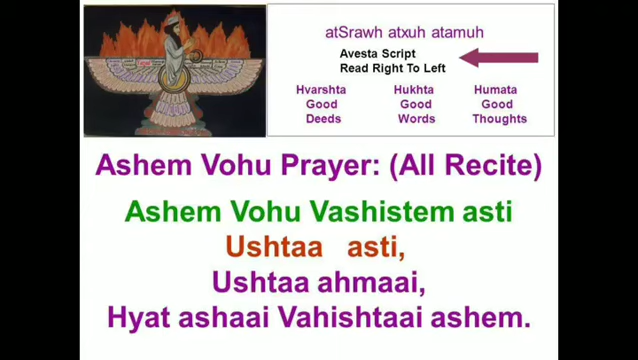 atSrawh atxuh atamuh
Avesta Script
Read Right To Left
Hvarshta Hukhta Humata
Good Good Good
Deeds Words Thoughts
Ashem Vohu Prayer: (All Recite)
Ashem Vohu Vashistem asti
Ushtaa asti,
Ushtaa ahmaai,
Hyat ashaai Vahishtaai ashem.